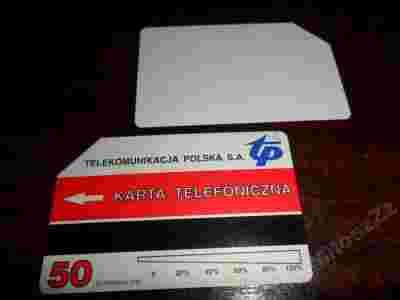 TELEKOMUNIKACJA POLSKA S.A.
tp
KARTA TELEFONICZNA
50
0 20% 40% 60% 80% 100%